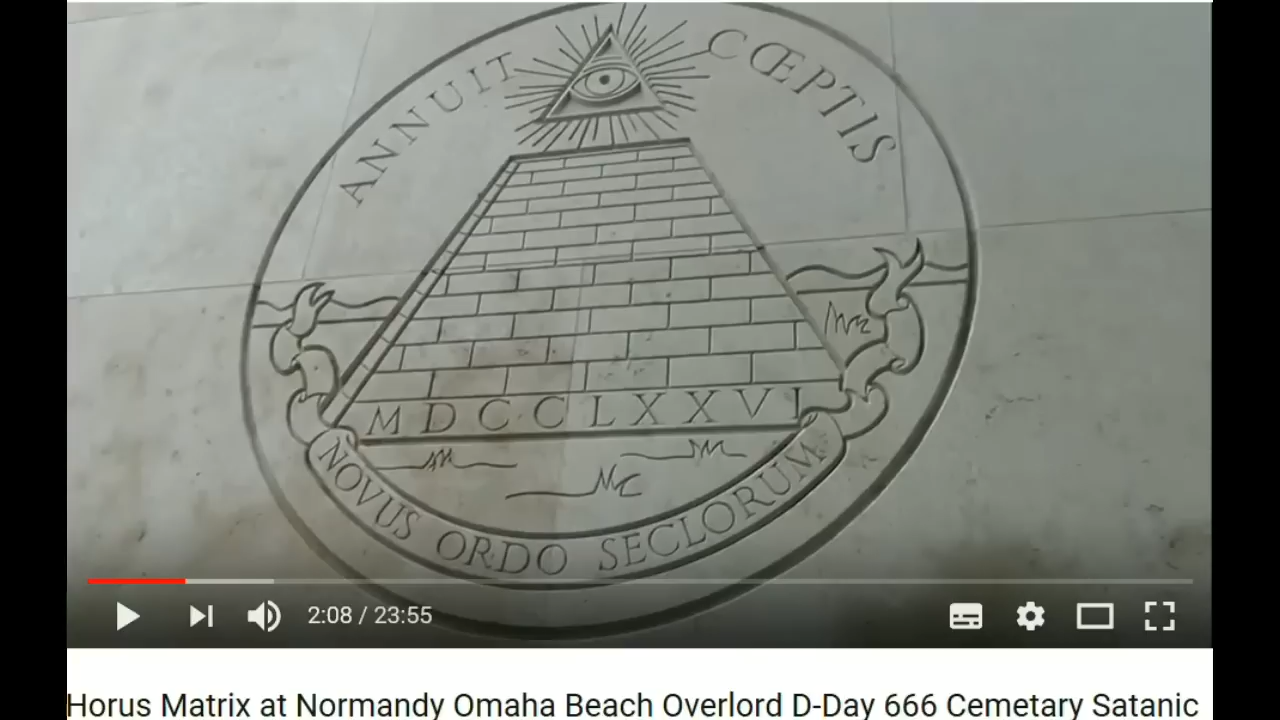 ANNUIT CŒPTIS
MDCCLXXVI
NOVUS ORDO SECLORUM
2:08 / 23:55
Horus Matrix at Normandy Omaha Beach Overlord D-Day 666 Cemetary Satanic